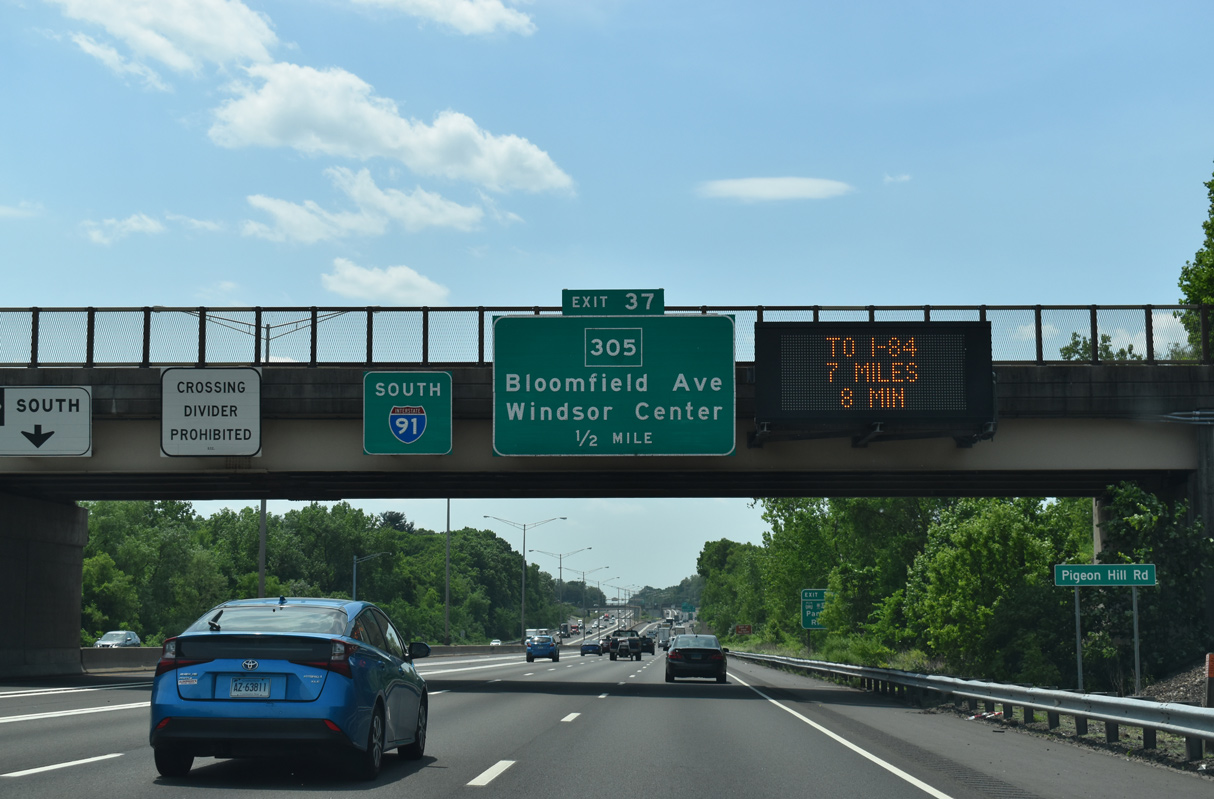 SOUTH
CROSSING
DIVIDER
PROHIBITED
SOUTH
INTERSTATE
91
EXIT 37
305
Bloomfield Ave
Windsor Center
1/2 MILE
TO I-84
7 MILES
8 MIN
Pigeon Hill Rd
EXIT
AZ·63811